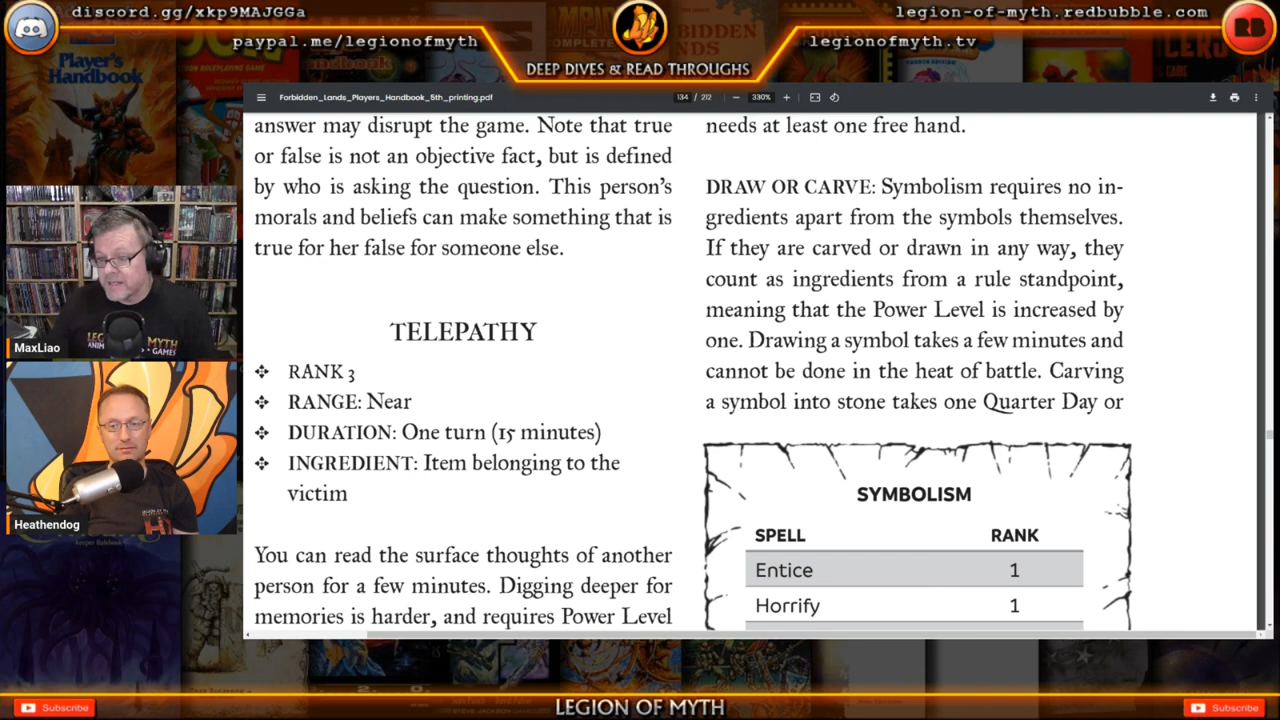 discord.gg/xkp9MAJGGa
paypal.me/legionofmyth
legion-of-myth.redbubble.com
legionofmyth.tv
DEEP DIVES & READ THROUGHS
RB
Player's
Handbook
Forbidden_Lands_Players_Handbook_5th_printing.pdf
134 / 212
330%
answer may disrupt the game. Note that true
or false is not an objective fact, but is defined
by who is asking the question. This person's
morals and beliefs can make something that is
true for her false for someone else.
TELEPATHY
RANK 3
RANGE: Near
DURATION: One turn (15 minutes)
INGREDIENT: Item belonging to the
victim
You can read the surface thoughts of another
person for a few minutes. Digging deeper for
memories is harder, and requires Power Level
needs at least one free hand.
DRAW OR CARVE: Symbolism requires no in-
gredients apart from the symbols themselves.
If they are carved or drawn in any way, they
count as ingredients from a rule standpoint,
meaning that the Power Level is increased by
one. Drawing a symbol takes a few minutes and
cannot be done in the heat of battle. Carving
a symbol into stone takes one Quarter Day or
SYMBOLISM
SPELL RANK
Entice 1
Horrify 1
MaxLiao
Heathendog
Subscribe
LEGION OF MYTH
Subscribe